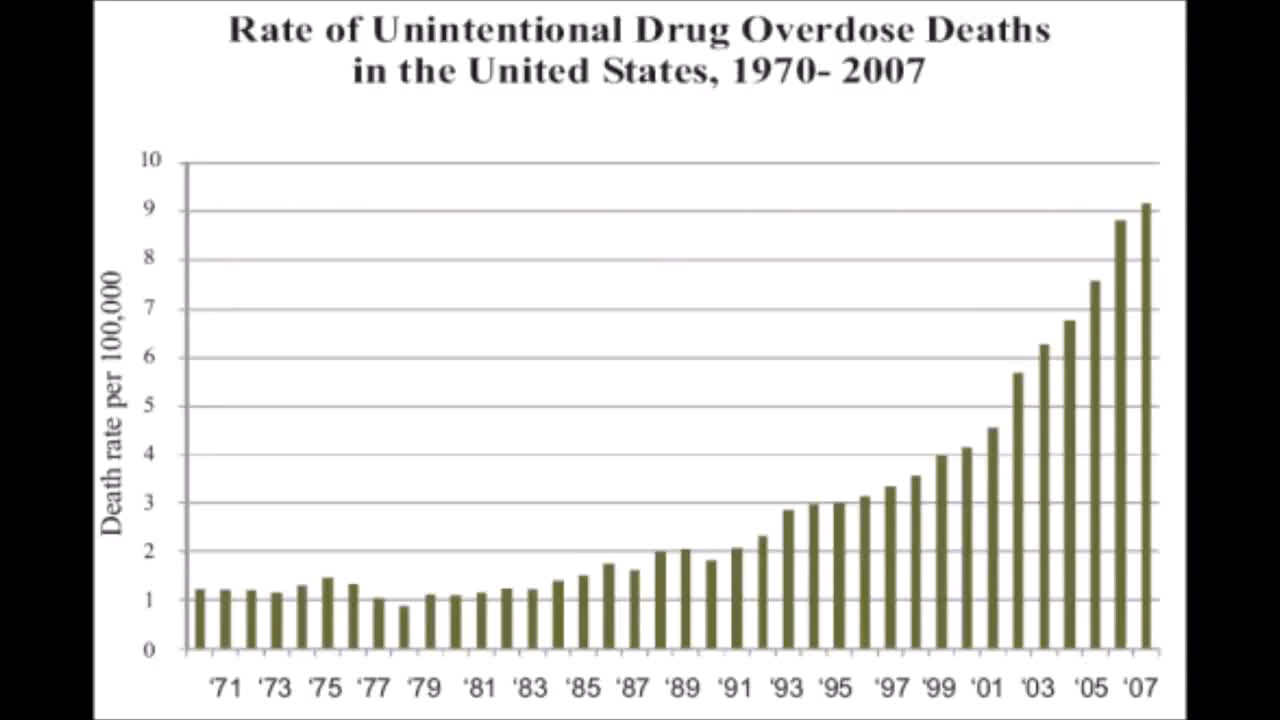 Rate of Unintentional Drug Overdose Deaths
in the United States, 1970- 2007
Death rate per 100,000
10
9
8
7
6
5
4
3
2
1
0
'71 '73 '75 '77 '79 '81 '83 '85 '87 '89 '91 '93 '95 '97 '99 '01 '03 '05 '07